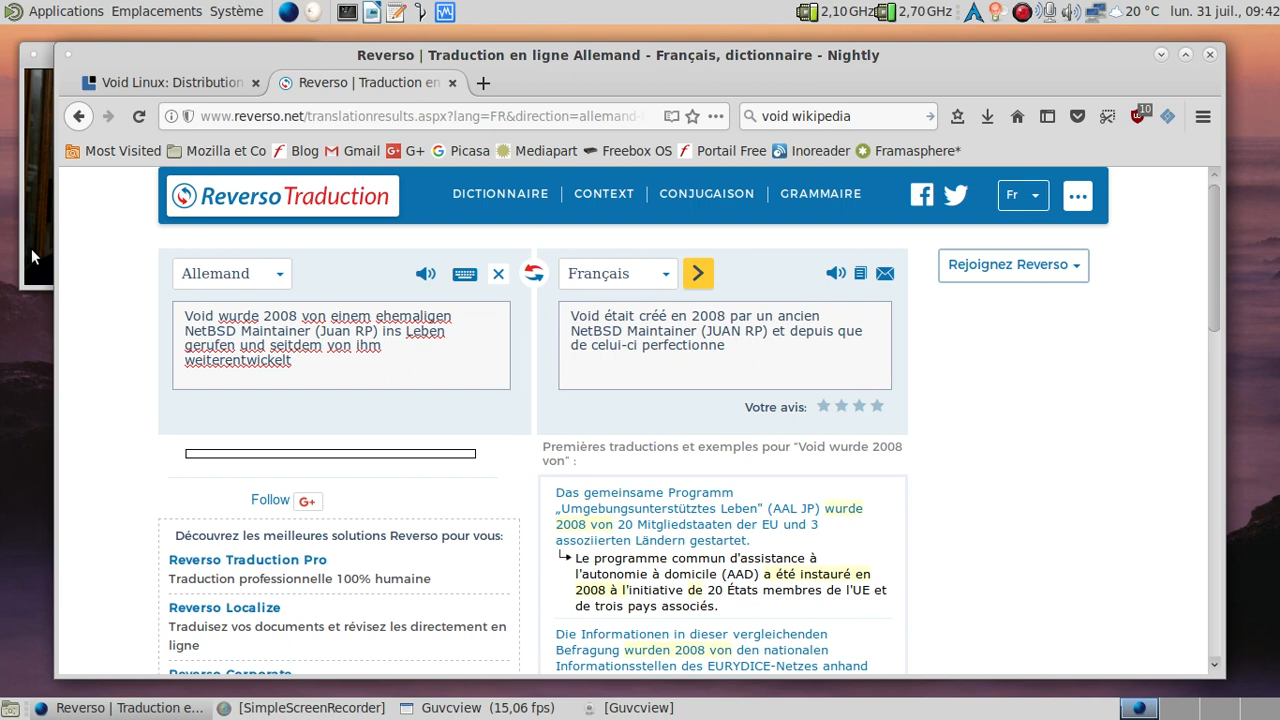 Applications Emplacements Système 2,10 GHz 2,70 GHz 20 °C lun. 31 juil., 09:42
Reverso | Traduction en ligne Allemand - Français, dictionnaire - Nightly
Void Linux: Distribution Reverso | Traduction en
www.reverso.net/translationresults.aspx?lang=FR&direction=allemand- void wikipedia 10
Most Visited Mozilla et Co Blog Gmail G+ Picasa Mediapart Freebox OS Portail Free Inoreader Framasphere*
Reverso Traduction DICTIONNAIRE CONTEXT CONJUGAISON GRAMMAIRE Fr
Allemand Français Rejoignez Reverso
Void wurde 2008 von einem ehemaligen
NetBSD Maintainer (Juan RP) ins Leben
gerufen und seitdem von ihm
weiterentwickelt
Void était créé en 2008 par un ancien
NetBSD Maintainer (JUAN RP) et depuis que
de celui-ci perfectionne
Votre avis:
Follow G+
Découvrez les meilleures solutions Reverso pour vous:
Reverso Traduction Pro
Traduction professionnelle 100% humaine
Reverso Localize
Traduisez vos documents et révisez les directement en
ligne
Reverso Corporate
Premières traductions et exemples pour "Void wurde 2008
von" :
Das gemeinsame Programm
„Umgebungsunterstütztes Leben" (AAL JP) wurde
2008 von 20 Mitgliedstaaten der EU und 3
assoziierten Ländern gestartet.
Le programme commun d'assistance à
l'autonomie à domicile (AAD) a été instauré en
2008 à l'initiative de 20 États membres de l'UE et
de trois pays associés.
Die Informationen in dieser vergleichenden
Befragung wurden 2008 von den nationalen
Informationsstellen des EURYDICE-Netzes anhand
Reverso | Traduction e... [SimpleScreenRecorder] Guvcview (15,06 fps) [Guvcview]